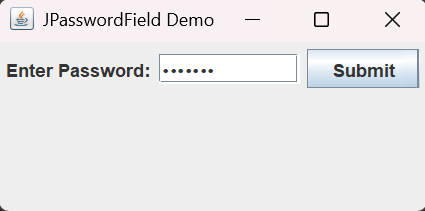 JPasswordField Demo
Enter Password: ••••••• Submit